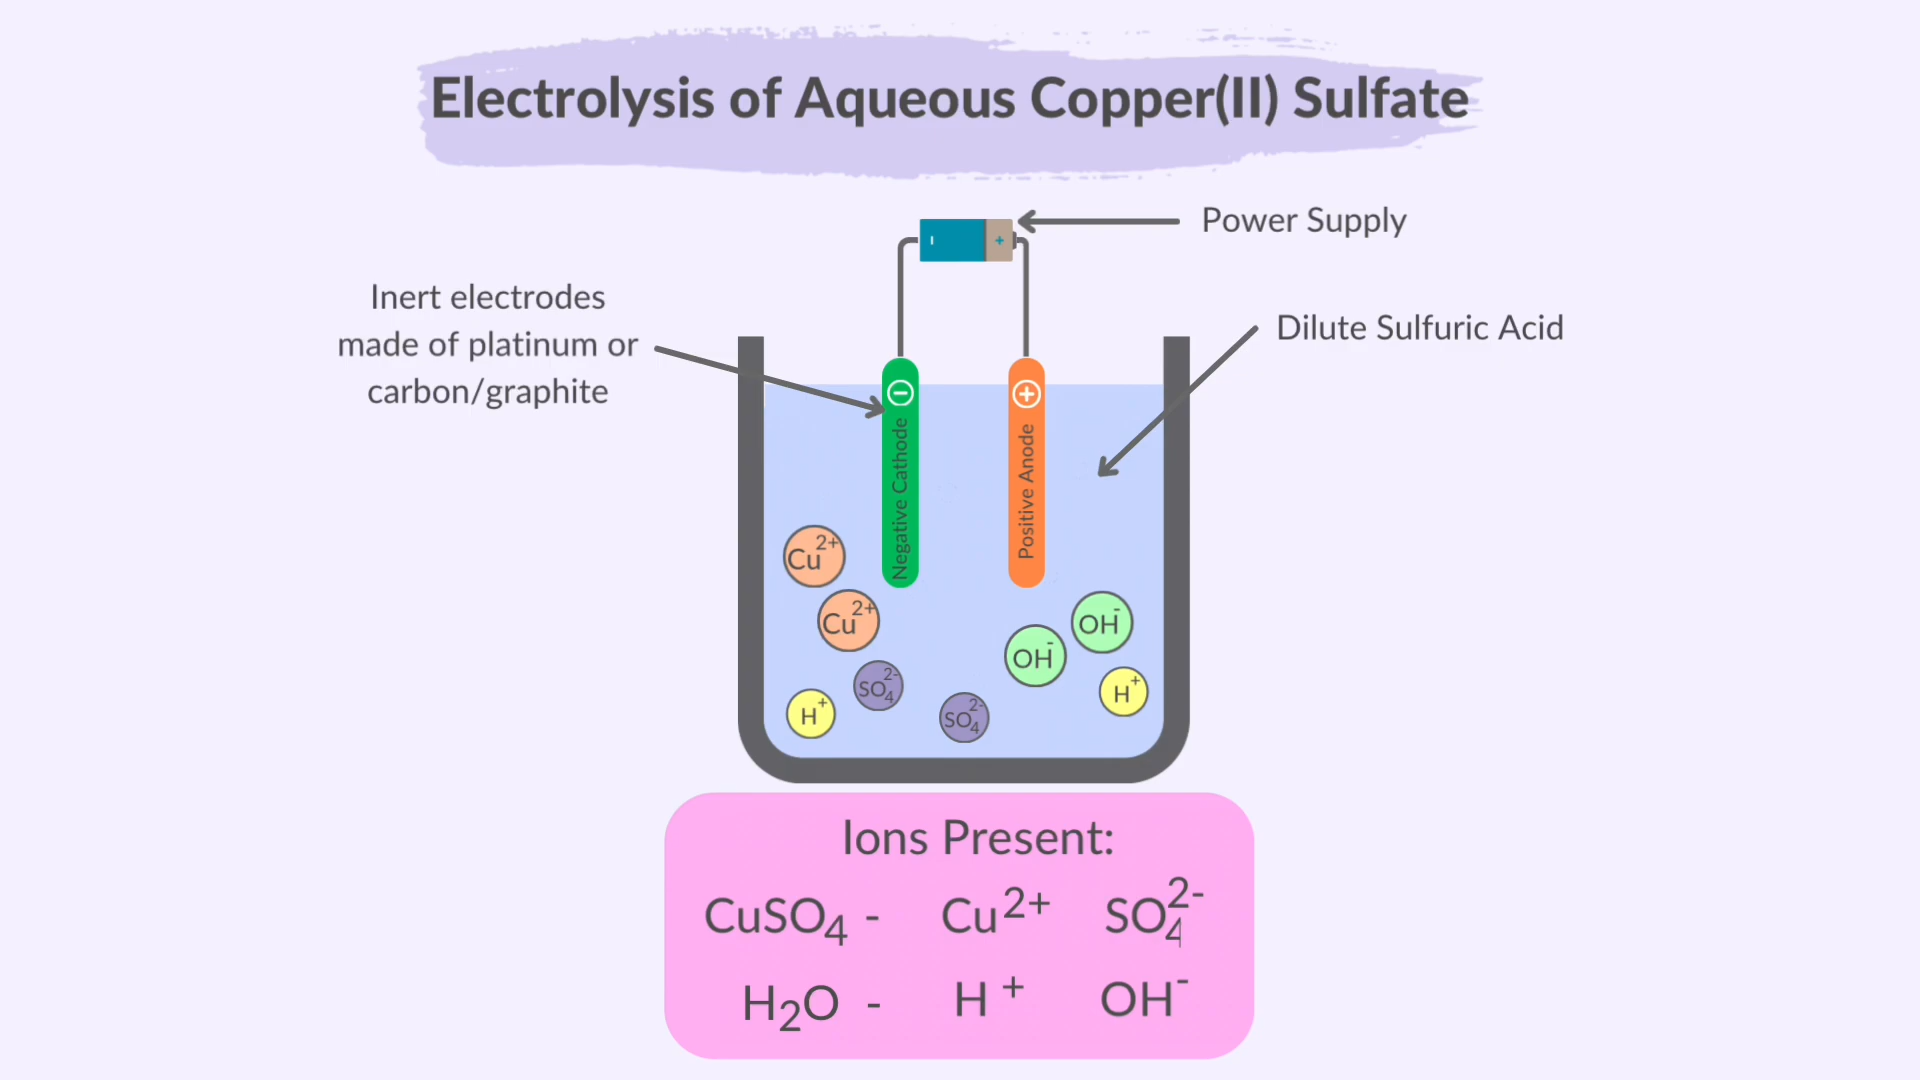 Electrolysis of Aqueous Copper(II) Sulfate
Power Supply
Inert electrodes
made of platinum or
carbon/graphite
Dilute Sulfuric Acid
Negative Cathode
Positive Anode
Cu²⁺
Cu²⁺
OH⁻
OH⁻
SO₄²⁻
H⁺
H⁺
SO₄²⁻
Ions Present:
CuSO₄ - Cu²⁺ SO₄²⁻
H₂O - H⁺ OH⁻